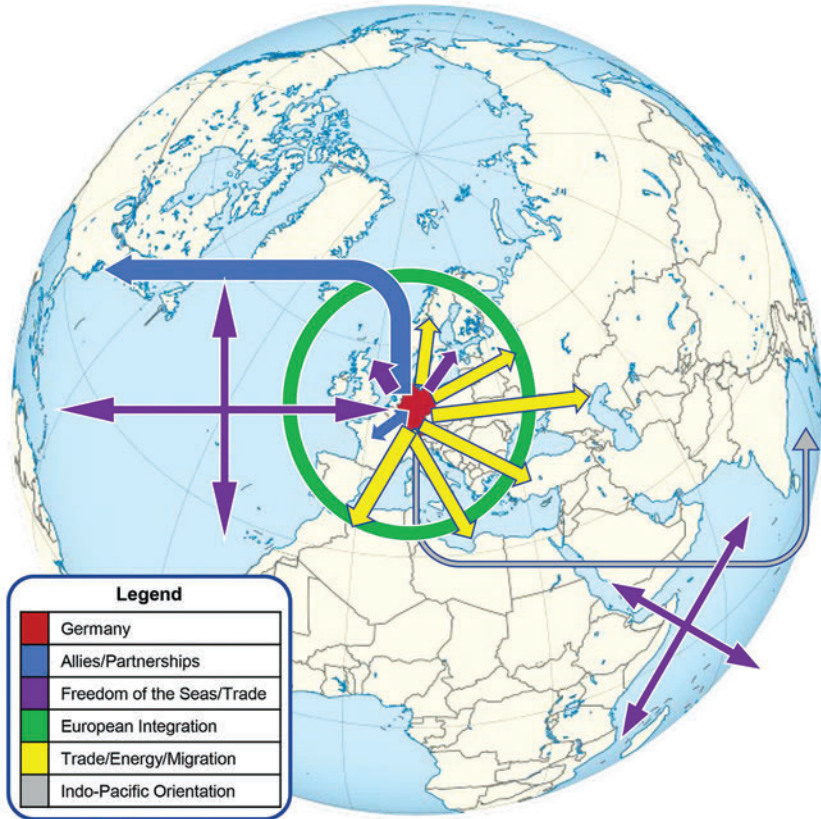 Legend
Germany
Allies/Partnerships
Freedom of the Seas/Trade
European Integration
Trade/Energy/Migration
Indo-Pacific Orientation